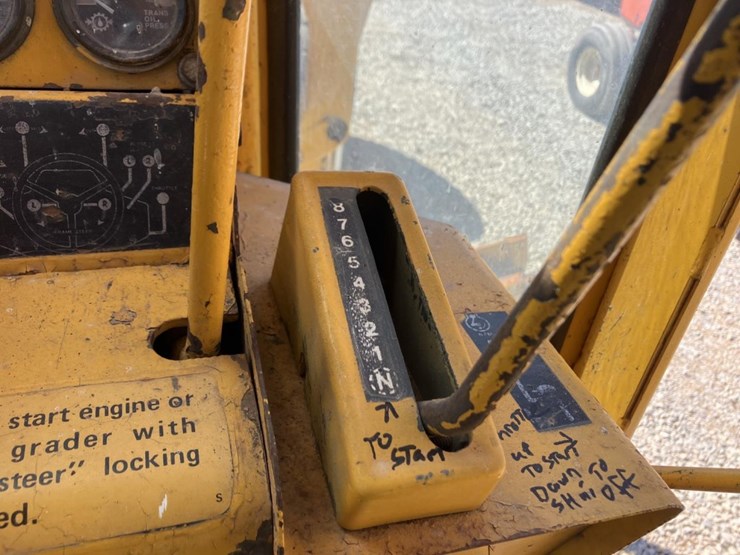 TRANS
OIL
PRESS
L
R
8
7
6
5
4
3
2
1
N
TO
START
start engine or
grader with
steer" locking
ed.
S
UP
TO START
DOWN TO
OFF